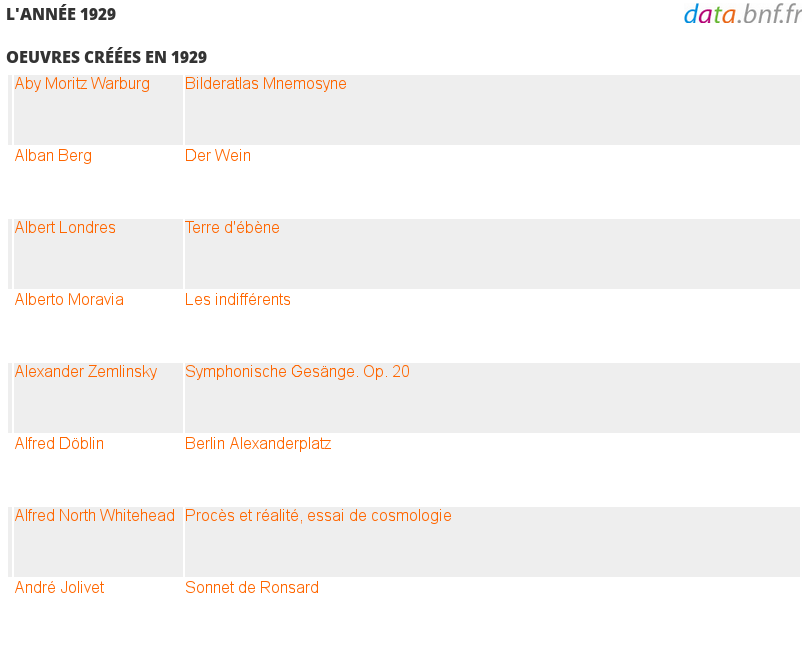 L'ANNÉE 1929
data.bnf.fr
OEUVRES CRÉÉES EN 1929
Aby Moritz Warburg Bilderatlas Mnemosyne
Alban Berg Der Wein
Albert Londres Terre d'ébène
Alberto Moravia Les indifférents
Alexander Zemlinsky Symphonische Gesänge. Op. 20
Alfred Döblin Berlin Alexanderplatz
Alfred North Whitehead Procès et réalité, essai de cosmologie
André Jolivet Sonnet de Ronsard